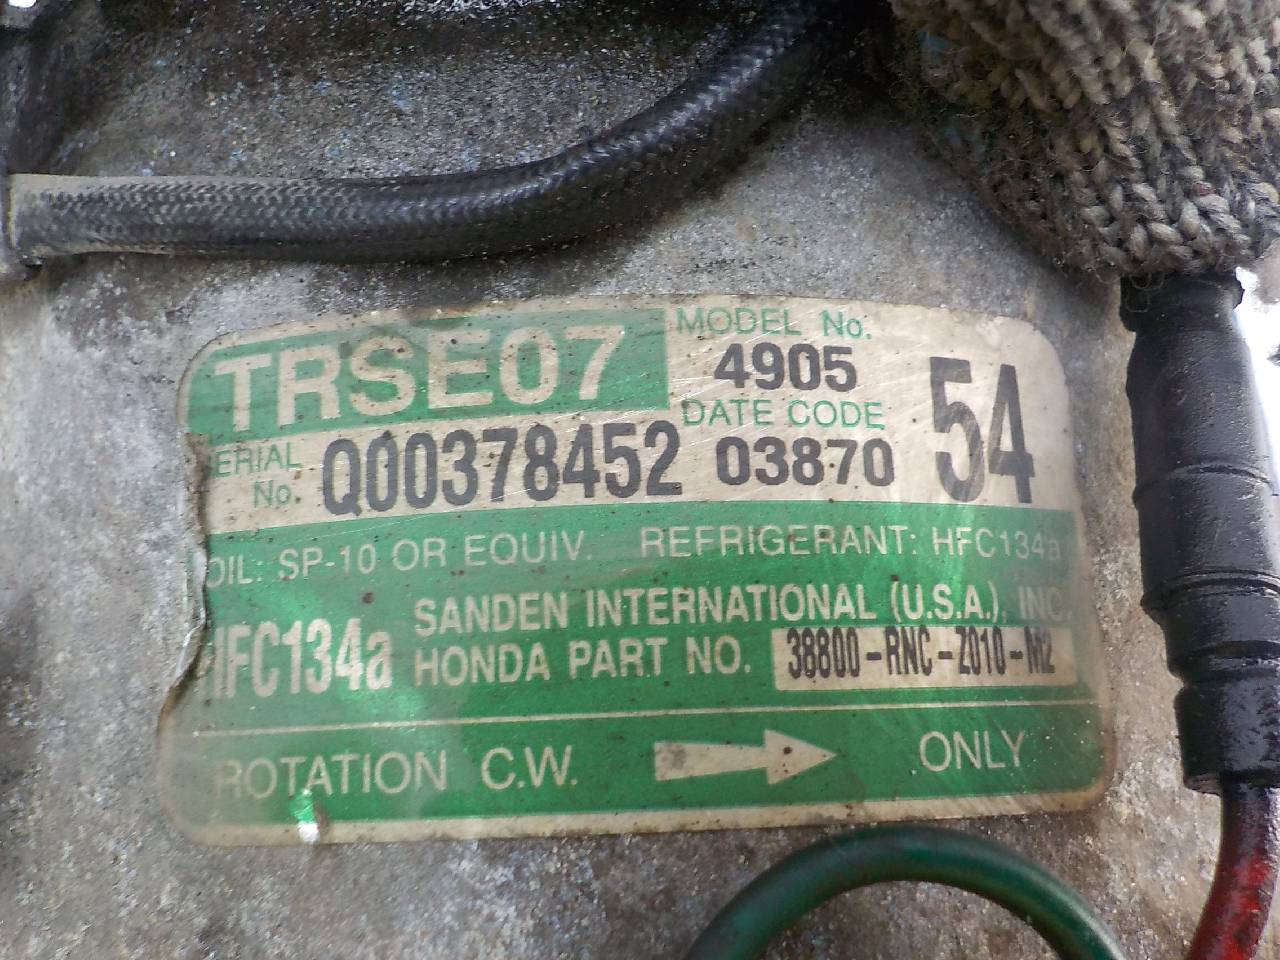 TRSE07
MODEL No.
4905
DATE CODE
54
ERIAL
No. Q00378452 03870
OIL: SP-10 OR EQUIV. REFRIGERANT: HFC134a
HFC134a
SANDEN INTERNATIONAL (U.S.A.), INC.
HONDA PART NO. 38800-RNC-Z010-M2
ROTATION C.W. ONLY